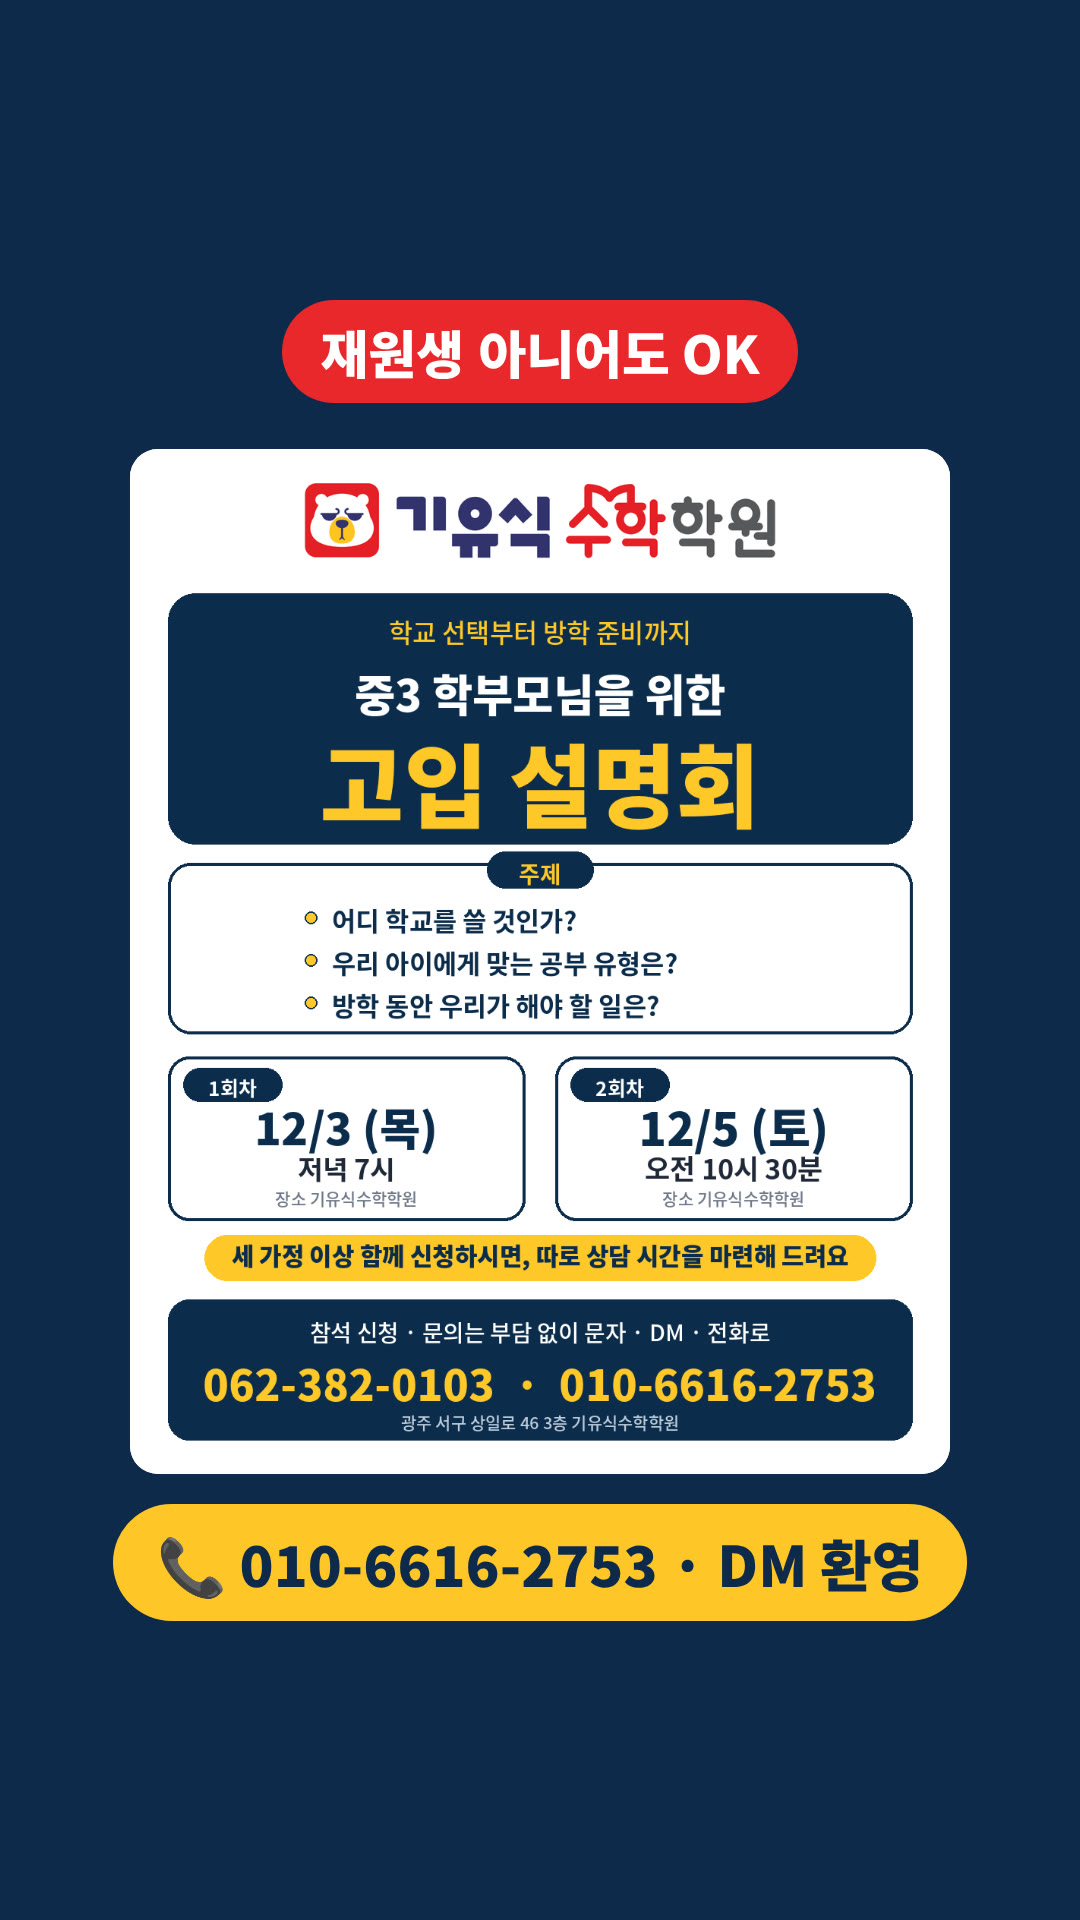 재원생 아니어도 OK
기유식 수학학원
학교 선택부터 방학 준비까지
중3 학부모님을 위한
고입 설명회
주제
어디 학교를 쓸 것인가?
우리 아이에게 맞는 공부 유형은?
방학 동안 우리가 해야 할 일은?
1회차
12/3 (목)
저녁 7시
장소 기유식수학학원
2회차
12/5 (토)
오전 10시 30분
장소 기유식수학학원
세 가정 이상 함께 신청하시면, 따로 상담 시간을 마련해 드려요
참석 신청 · 문의는 부담 없이 문자 · DM · 전화로
062-382-0103 · 010-6616-2753
광주 서구 상일로 46 3층 기유식수학학원
📞 010-6616-2753 · DM 환영